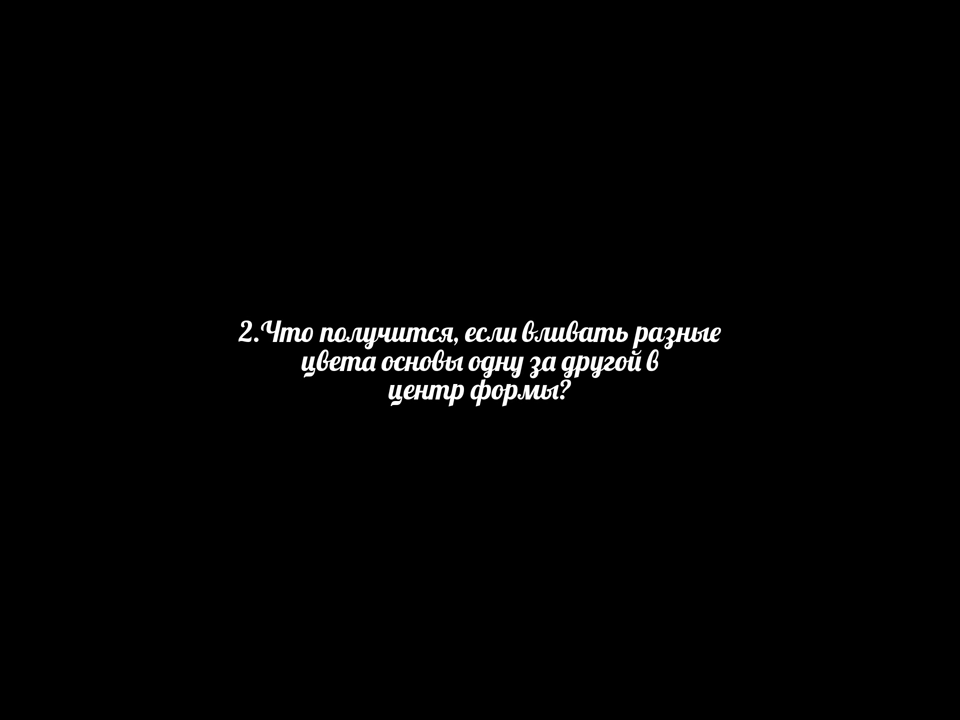 2.Что получится, если вливать разные
цвета основы одну за другой в
центр формы?